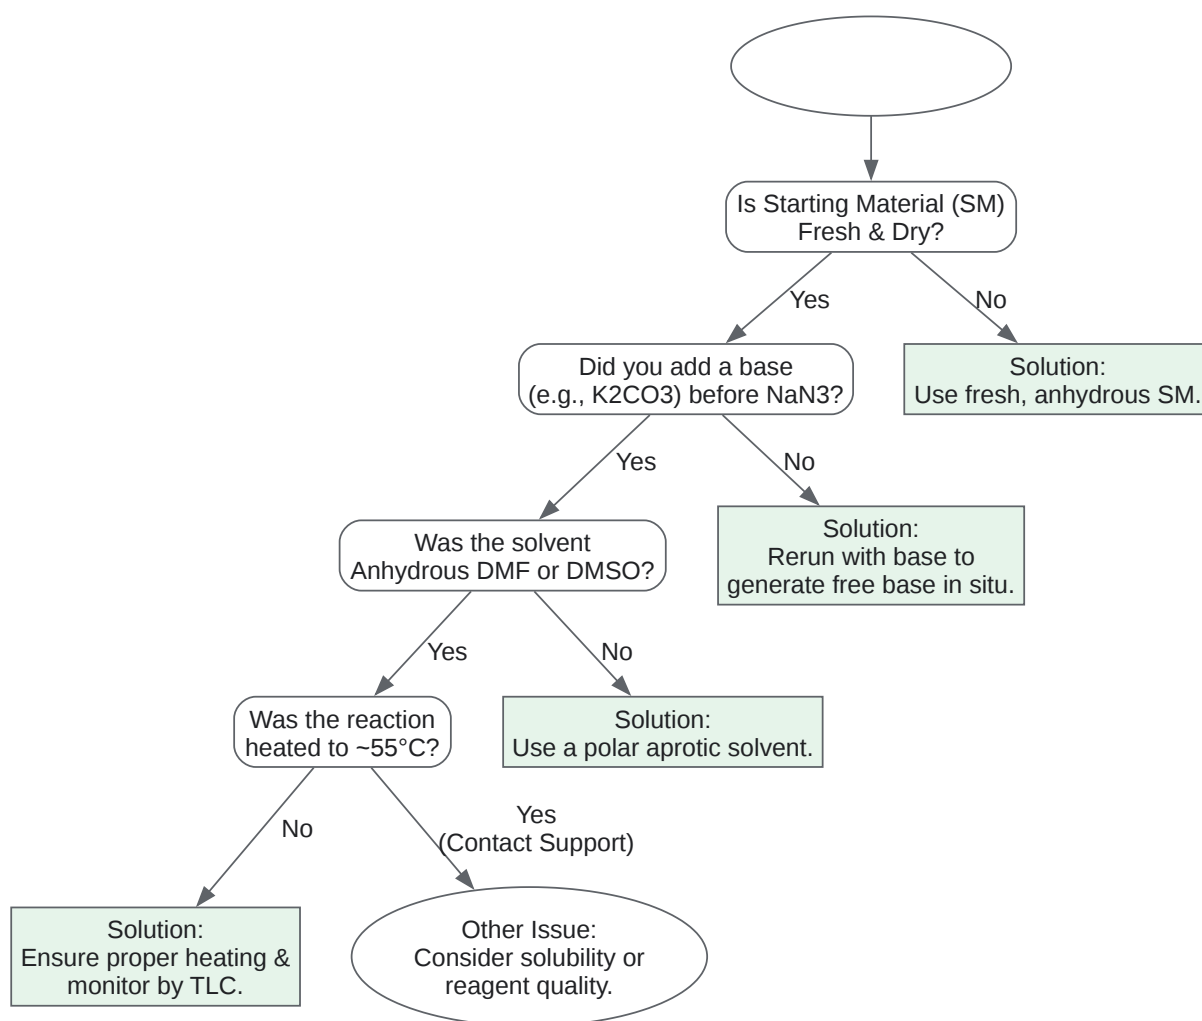 Is Starting Material (SM)
Fresh & Dry?
Yes
No
Did you add a base
(e.g., K2CO3) before NaN3?
Solution:
Use fresh, anhydrous SM.
Yes
No
Was the solvent
Anhydrous DMF or DMSO?
Solution:
Rerun with base to
generate free base in situ.
Yes
No
Was the reaction
heated to ~55°C?
Solution:
Use a polar aprotic solvent.
No
Yes
(Contact Support)
Solution:
Ensure proper heating &
monitor by TLC.
Other Issue:
Consider solubility or
reagent quality.